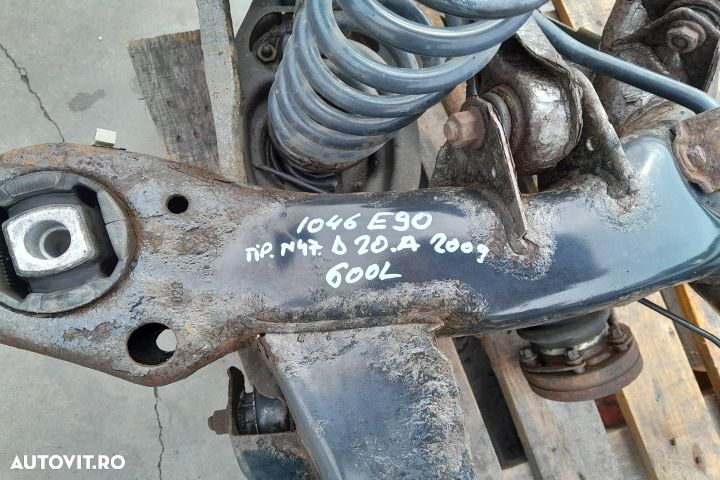 1046 E90
TIP. N47. D 20.A 2009
600L
AUTOVIT.RO